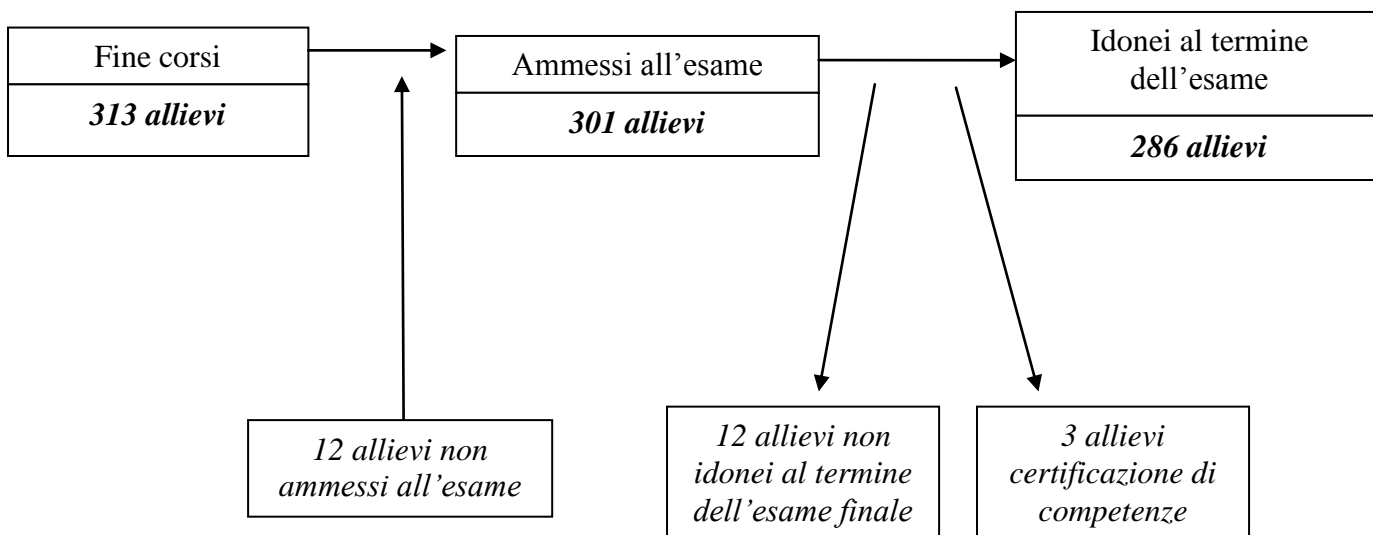 Fine corsi
313 allievi
Ammessi all’esame
301 allievi
Idonei al termine
dell’esame
286 allievi
12 allievi non
ammessi all’esame
12 allievi non
idonei al termine
dell’esame finale
3 allievi
certificazione di
competenze